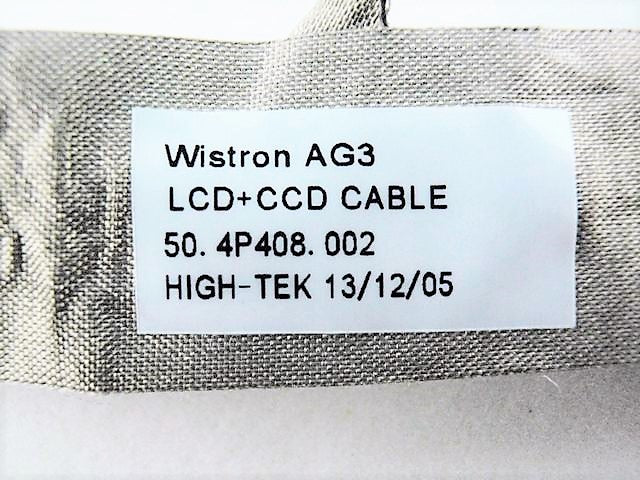 Wistron AG3
LCD+CCD CABLE
50. 4P408. 002
HIGH-TEK 13/12/05